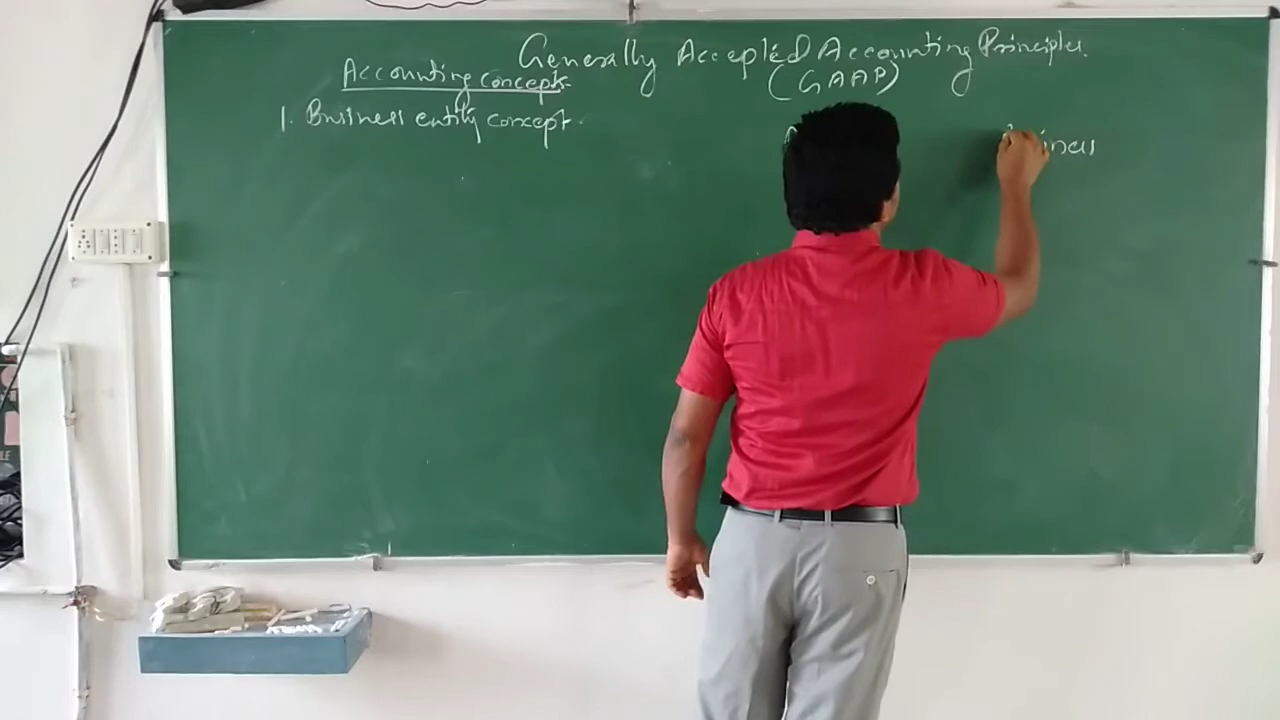 Generally Accepted Accounting Principles.
(GAAP)
Accounting concepts.
1. Business entity concept.